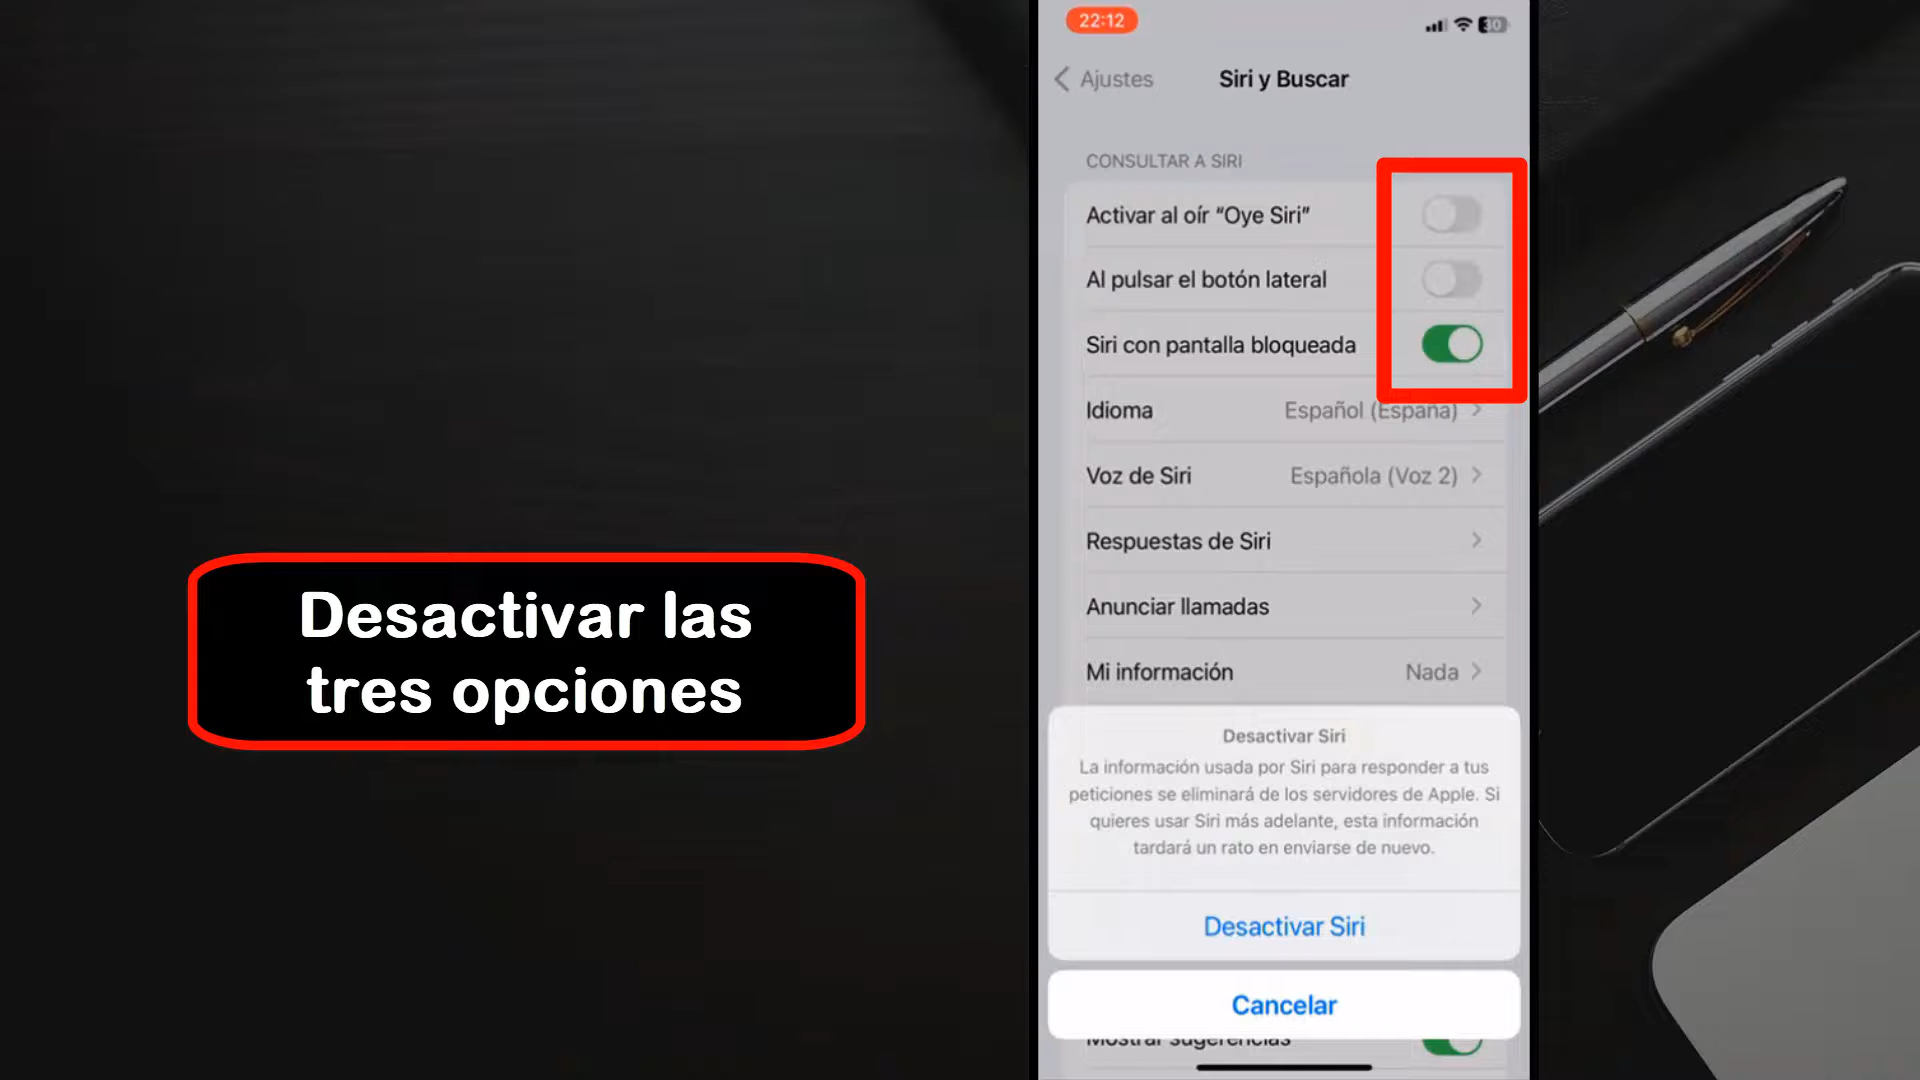 22:12
30
Ajustes
Siri y Buscar
CONSULTAR A SIRI
Activar al oír “Oye Siri”
Al pulsar el botón lateral
Siri con pantalla bloqueada
Idioma
Español (España)
Voz de Siri
Española (Voz 2)
Respuestas de Siri
Anunciar llamadas
Mi información
Nada
Desactivar Siri
La información usada por Siri para responder a tus
peticiones se eliminará de los servidores de Apple. Si
quieres usar Siri más adelante, esta información
tardará un rato en enviarse de nuevo.
Desactivar Siri
Cancelar
Mostrar sugerencias
Desactivar las
tres opciones